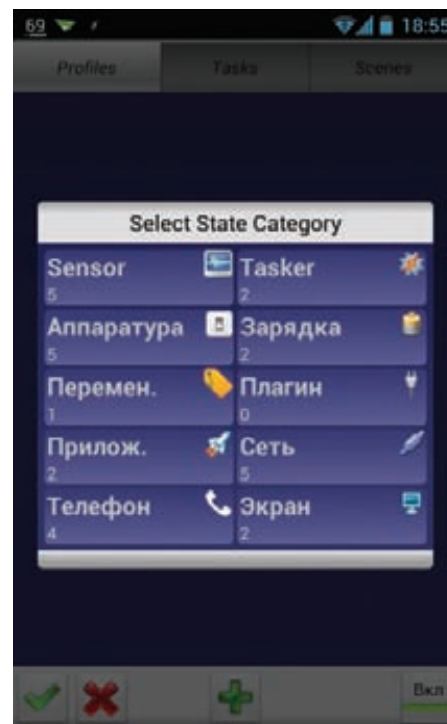 69 18:55
Profiles Tasks Scenes
Select State Category
Sensor Tasker
5 2
Аппаратура Зарядка
5 2
Перемен. Плагин
1 0
Прилож. Сеть
2 5
Телефон Экран
4 2
Вкл